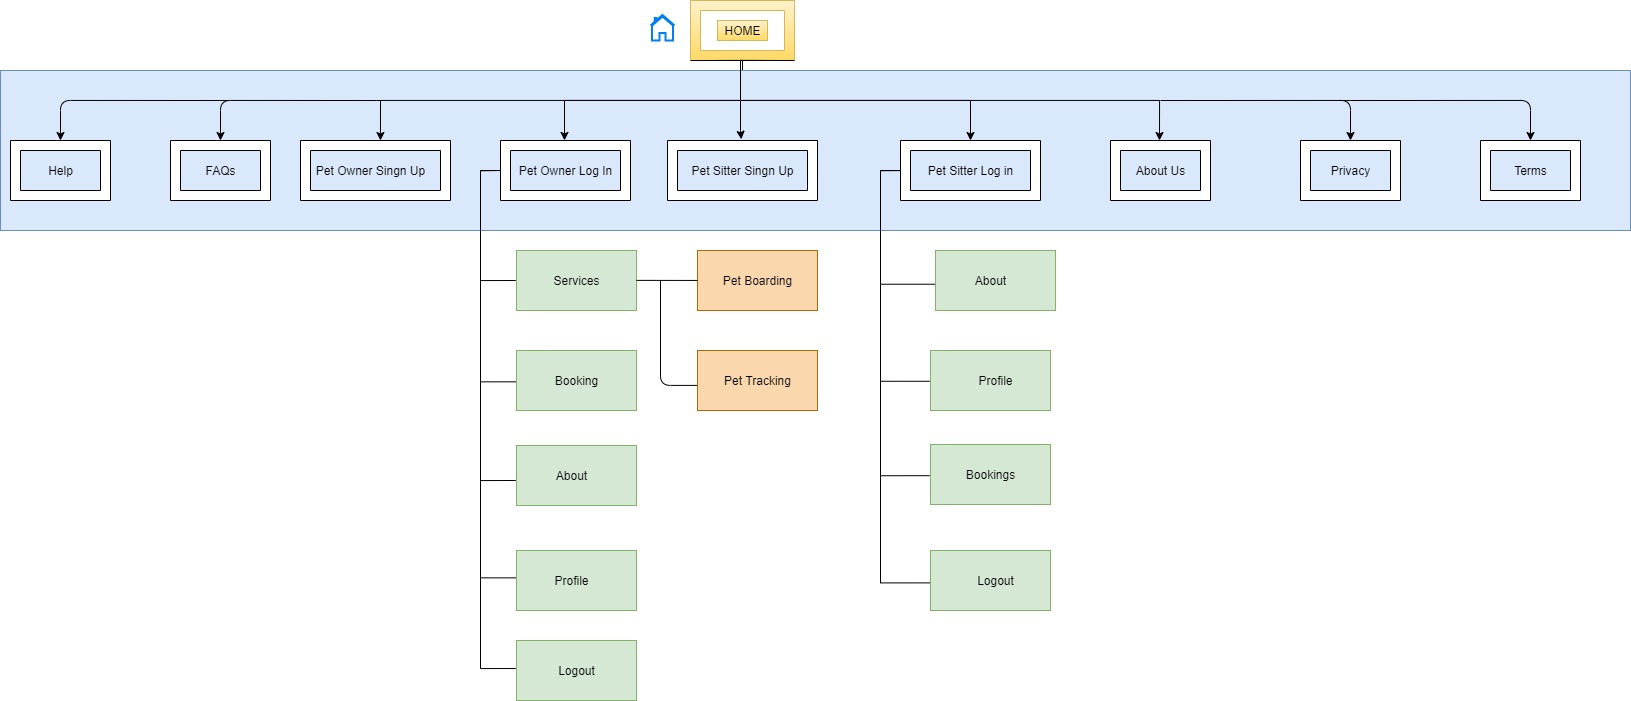 HOME
Help
FAQs
Pet Owner Singn Up
Pet Owner Log In
Pet Sitter Singn Up
Pet Sitter Log in
About Us
Privacy
Terms
Services
Pet Boarding
About
Booking
Pet Tracking
Profile
About
Bookings
Profile
Logout
Logout